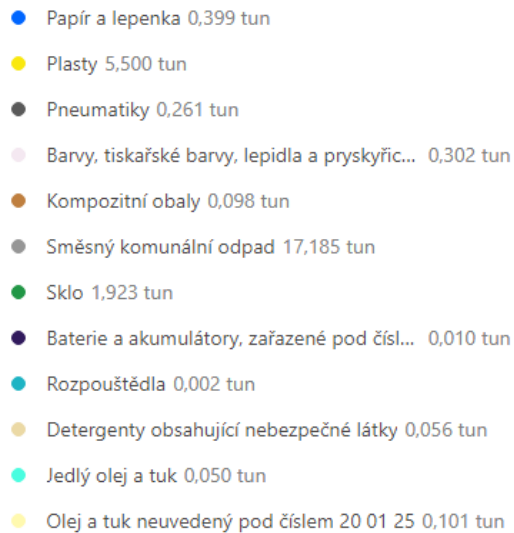 Papír a lepenka 0,399 tun
Plasty 5,500 tun
Pneumatiky 0,261 tun
Barvy, tiskařské barvy, lepidla a pryskyřic... 0,302 tun
Kompozitní obaly 0,098 tun
Směsný komunální odpad 17,185 tun
Sklo 1,923 tun
Baterie a akumulátory, zařazené pod čísl... 0,010 tun
Rozpouštědla 0,002 tun
Detergenty obsahující nebezpečné látky 0,056 tun
Jedlý olej a tuk 0,050 tun
Olej a tuk neuvedený pod číslem 20 01 25 0,101 tun